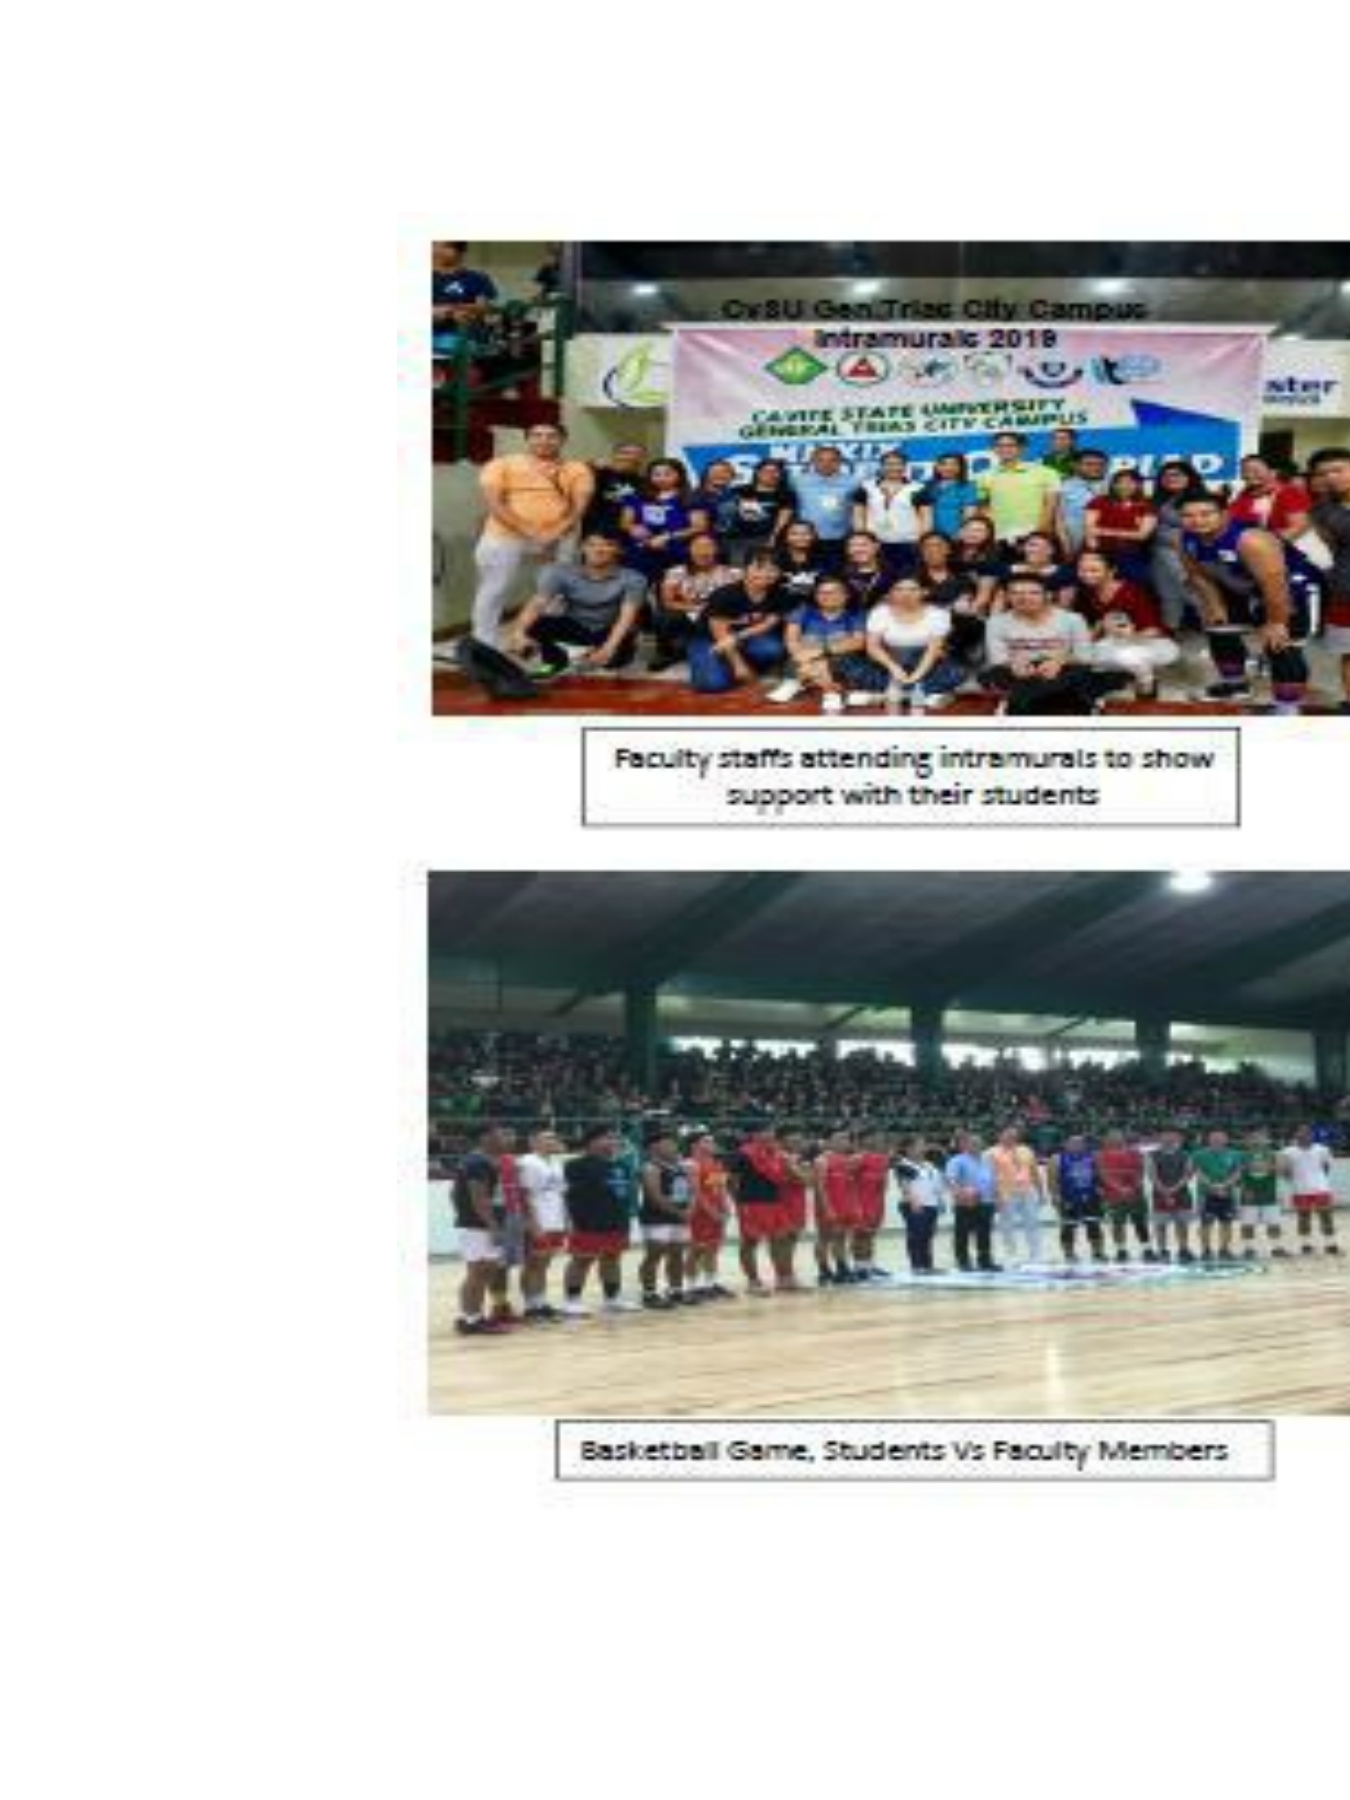 CvSU Gen.Trias City Campus
Intramurals 2019
CAVITE STATE UNIVERSITY
GENERAL TRIAS CITY CAMPUS
ster
Faculty staffs attending intramurals to show
support with their students
Basketball Game, Students Vs Faculty Members